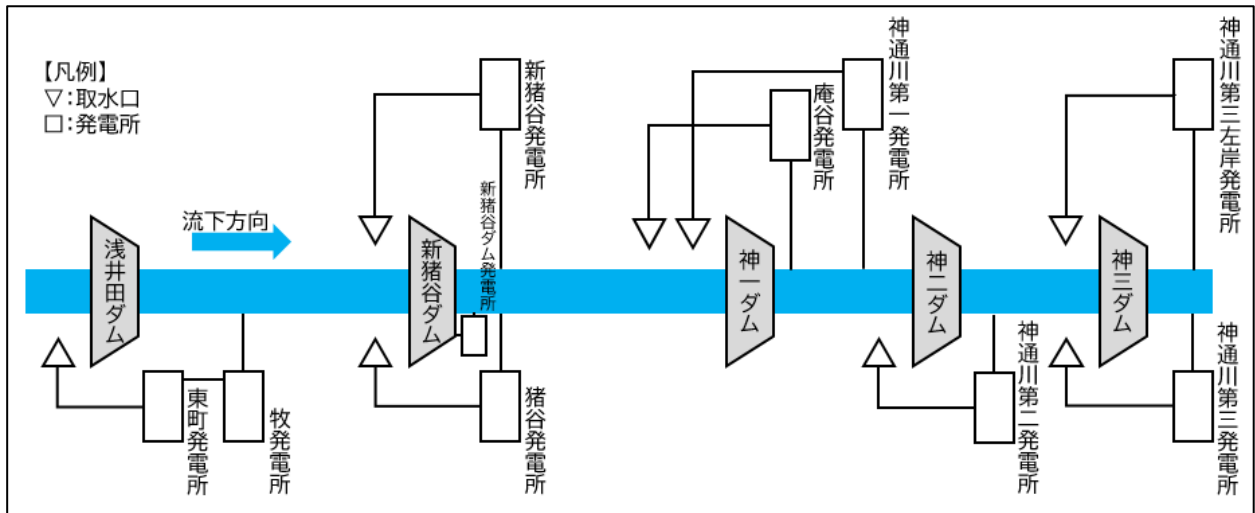 【凡例】
▽:取水口
□:発電所
流下方向
浅井田ダム
東町発電所
牧発電所
新猪谷発電所
新猪谷ダム
新猪谷ダム発電所
猪谷発電所
神一ダム
庵谷発電所
神通川第一発電所
神二ダム
神通川第二発電所
神三ダム
神通川第三左岸発電所
神通川第三発電所